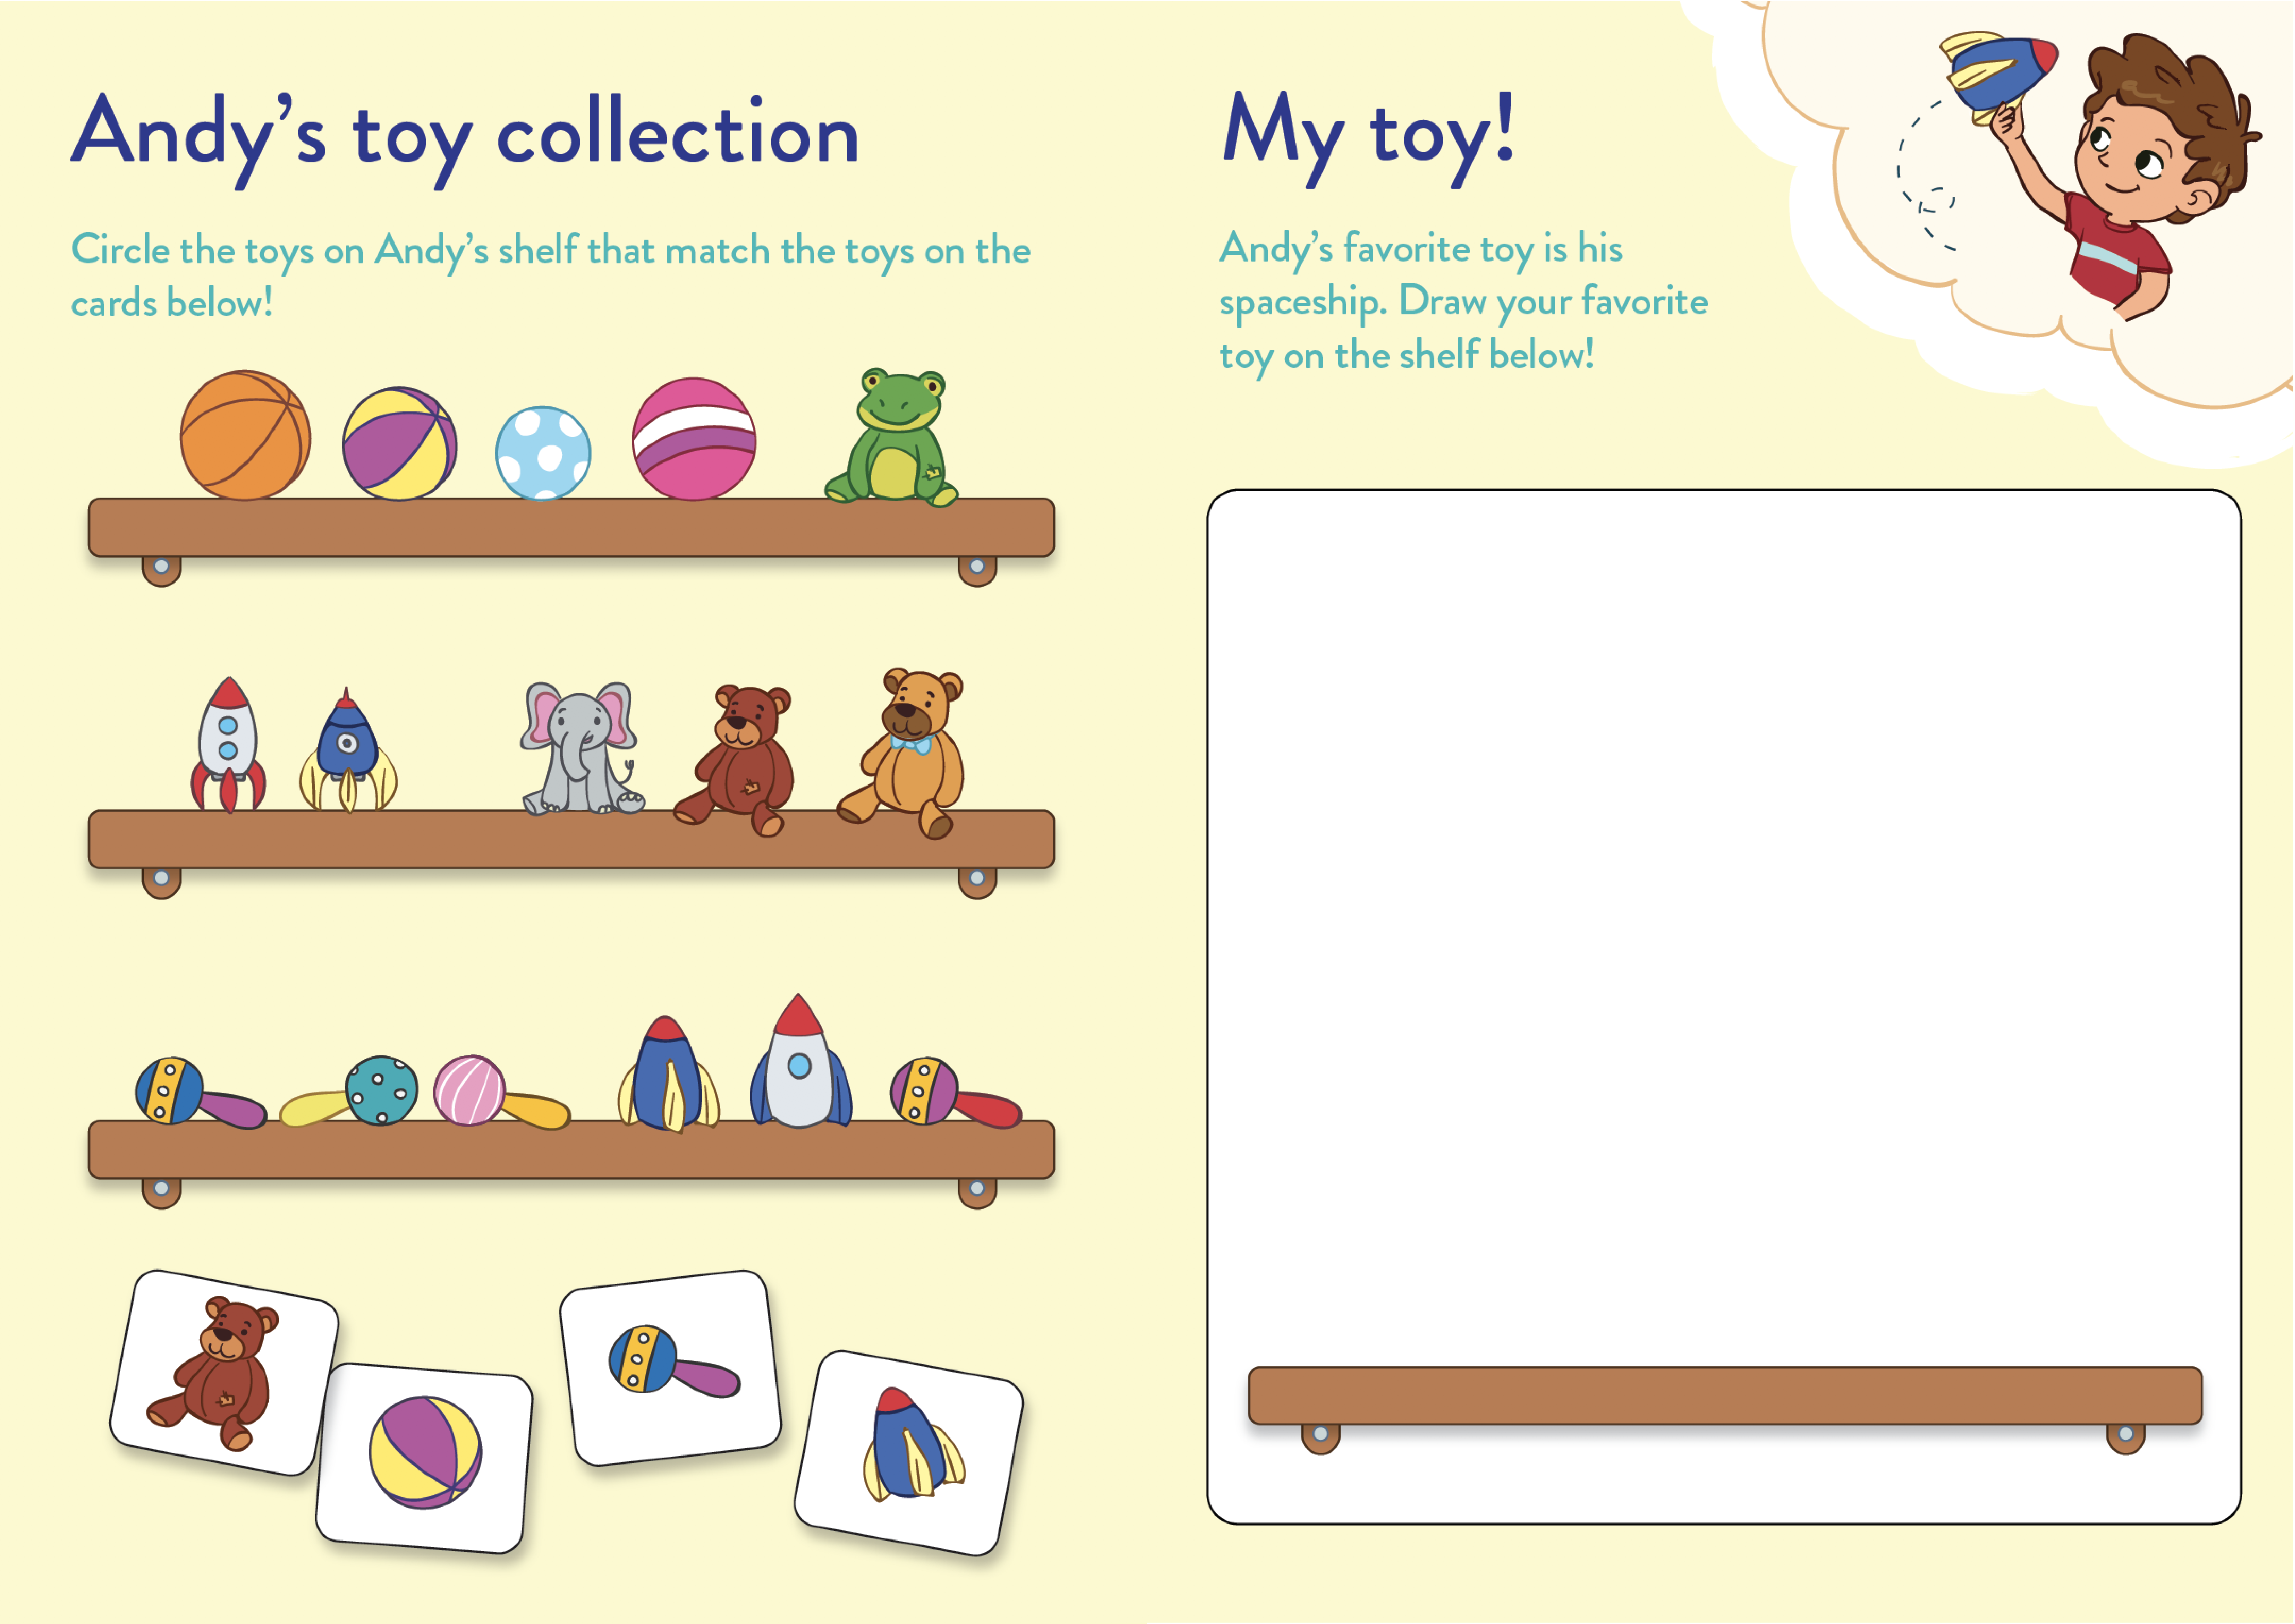 Andy’s toy collection
Circle the toys on Andy’s shelf that match the toys on the
cards below!
My toy!
Andy’s favorite toy is his
spaceship. Draw your favorite
toy on the shelf below!